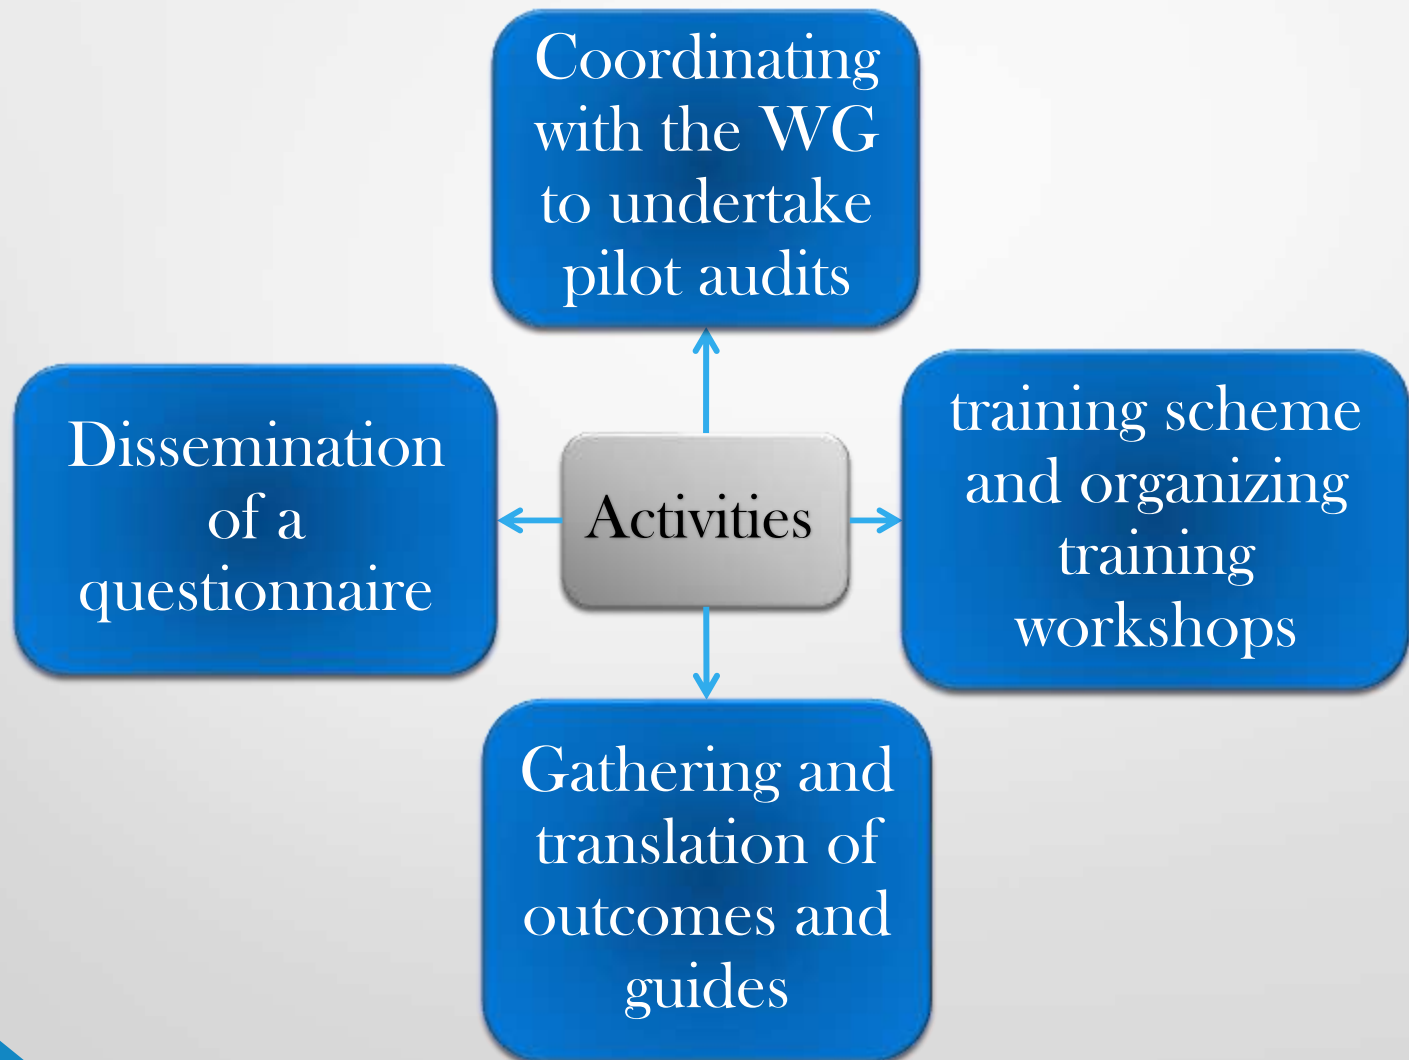 Coordinating
with the WG
to undertake
pilot audits
Dissemination
of a
questionnaire
Activities
training scheme
and organizing
training
workshops
Gathering and
translation of
outcomes and
guides